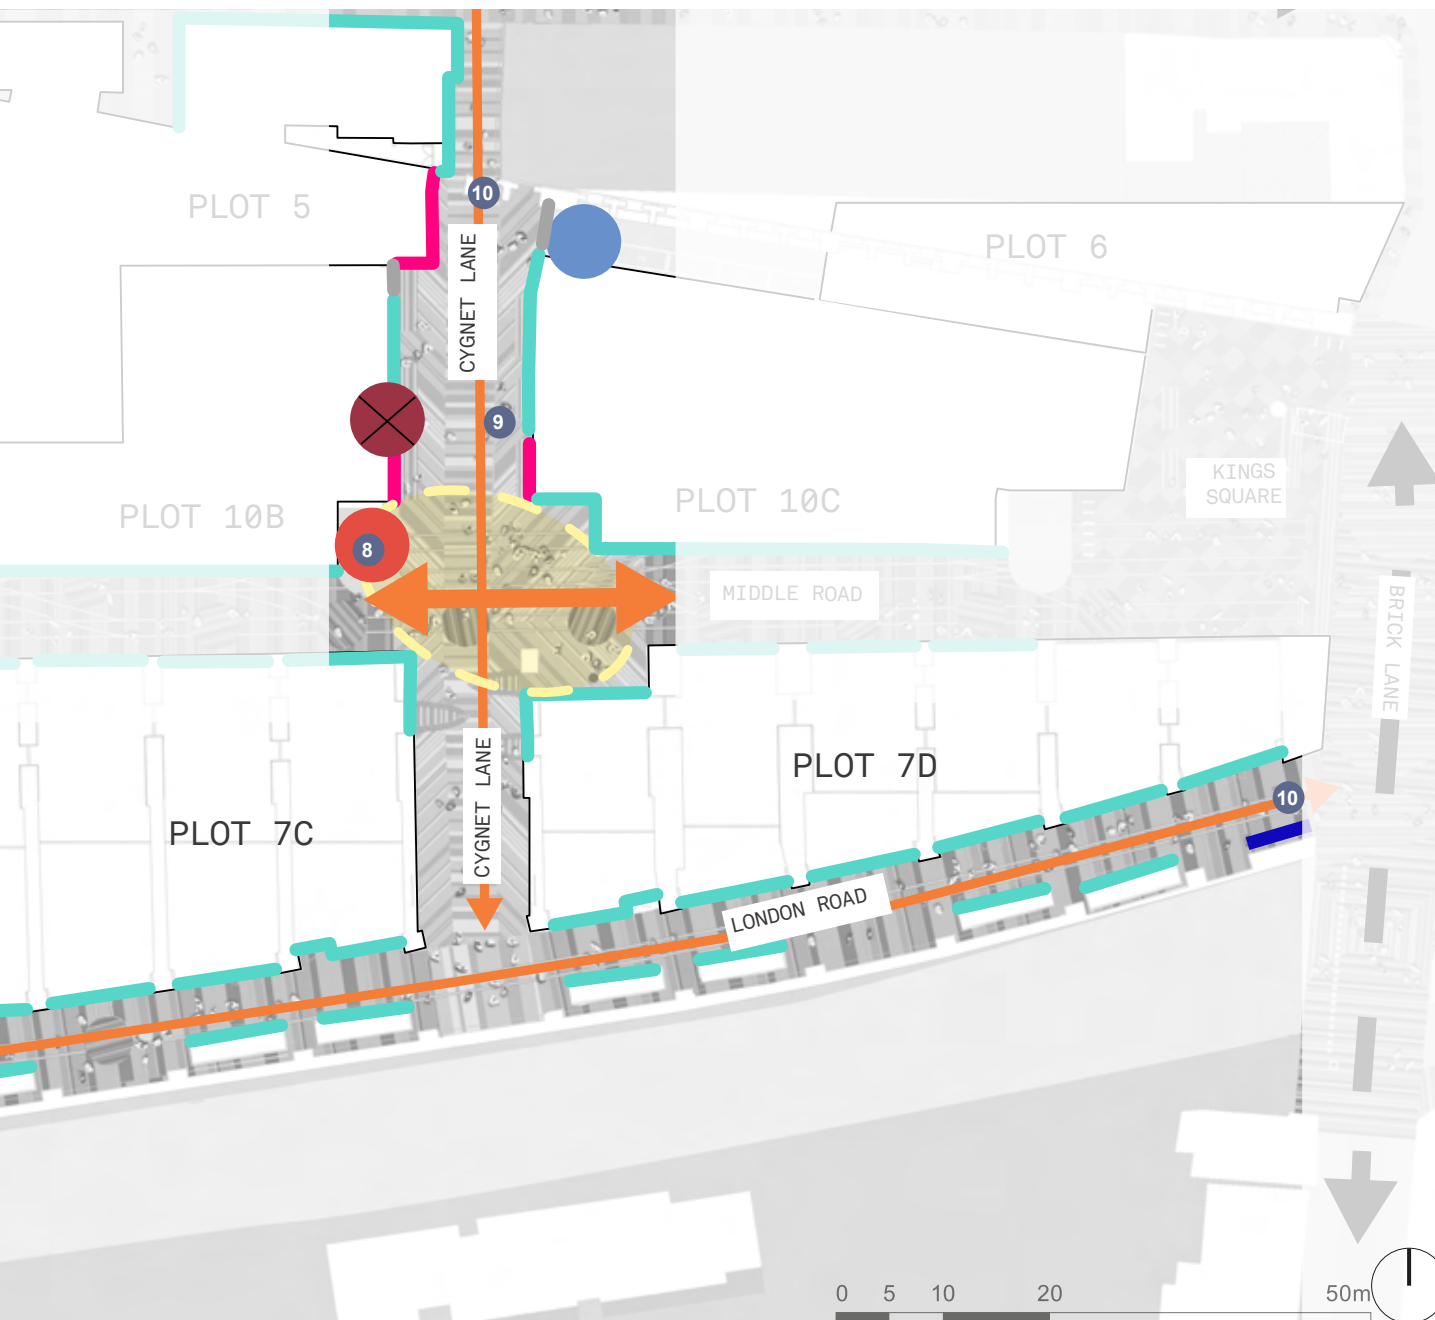 10
PLOT 5
CYGNET LANE
PLOT 6
9
KINGS
SQUARE
PLOT 10C
PLOT 10B
8
MIDDLE ROAD
BRICK LANE
CYGNET LANE
PLOT 7D
10
PLOT 7C
LONDON ROAD
0 5 10 20 50m